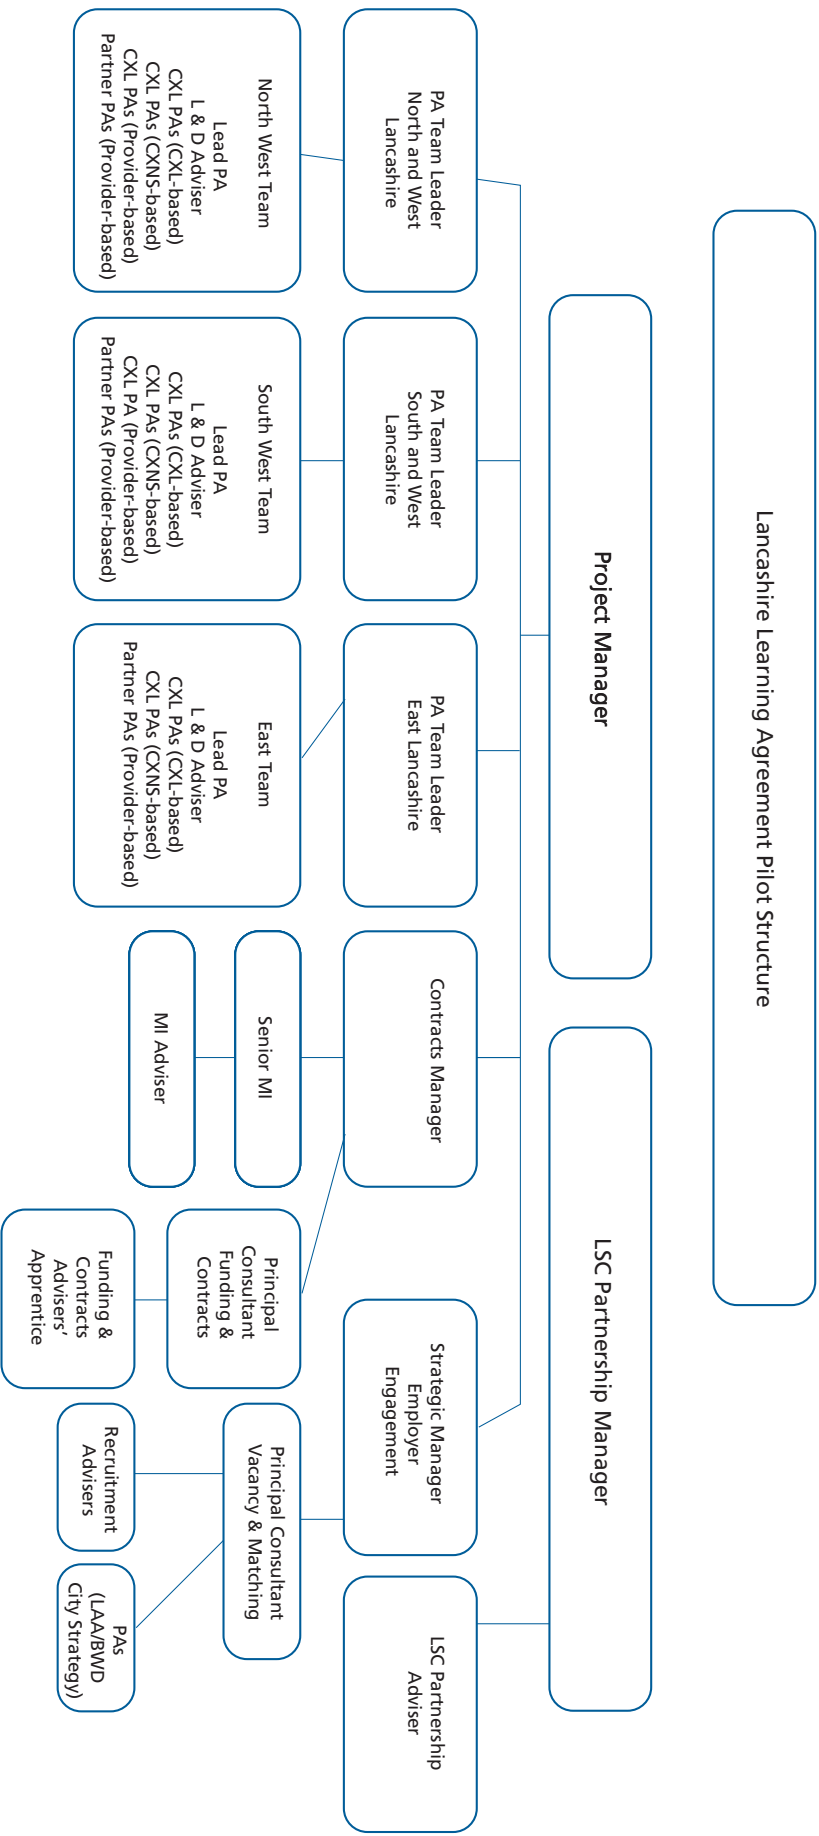 Lancashire Learning Agreement Pilot Structure
Project Manager
LSC Partnership Manager
PA Team Leader
North and West
Lancashire
PA Team Leader
South and West
Lancashire
PA Team Leader
East Lancashire
Contracts Manager
Strategic Manager
Employer
Engagement
LSC Partnership
Adviser
North West Team
Lead PA
L & D Adviser
CXL PAs (CXL-based)
CXL PAs (CXNS-based)
CXL PAs (Provider-based)
Partner PAs (Provider-based)
South West Team
Lead PA
L & D Adviser
CXL PAs (CXL-based)
CXL PAs (CXNS-based)
CXL PA (Provider-based)
Partner PAs (Provider-based)
East Team
Lead PA
L & D Adviser
CXL PAs (CXL-based)
CXL PAs (CXNS-based)
Partner PAs (Provider-based)
Senior MI
MI Adviser
Principal
Consultant
Funding &
Contracts
Funding &
Contracts
Advisers’
Apprentice
Principal Consultant
Vacancy & Matching
Recruitment
Advisers
PAs
(LAA/BWD
City Strategy)